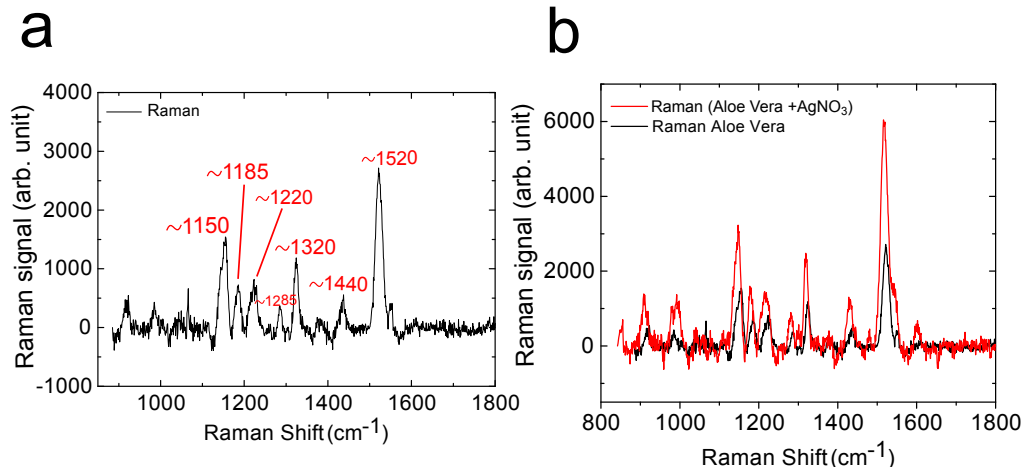 a
4000
3000
2000
1000
0
-1000
Raman signal (arb. unit)
Raman
~1150
~1185
~1220
~1285
~1320
~1440
~1520
1000 1200 1400 1600 1800
Raman Shift (cm-1)
b
6000
4000
2000
0
Raman signal (arb. unit)
Raman (Aloe Vera +AgNO3)
Raman Aloe Vera
800 1000 1200 1400 1600 1800
Raman Shift (cm-1)